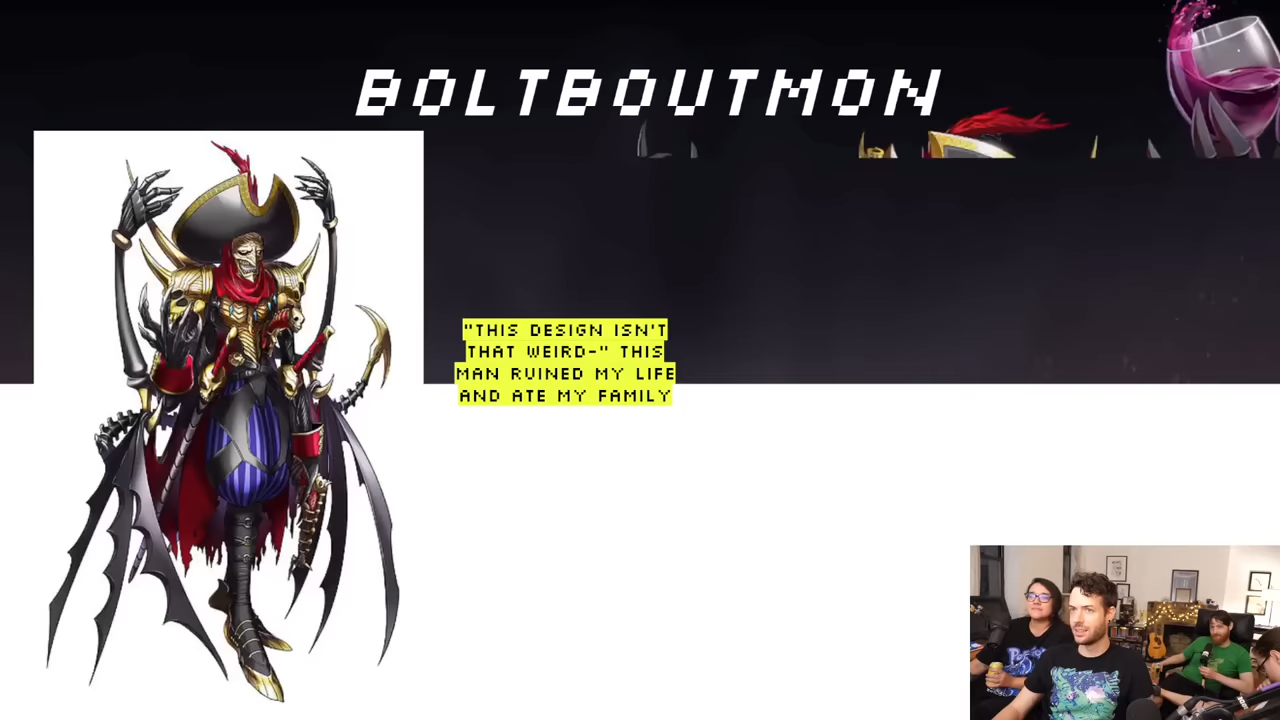 BOLTBOUTMON
"THIS DESIGN ISN'T
THAT WEIRD-" THIS
MAN RUINED MY LIFE
AND ATE MY FAMILY